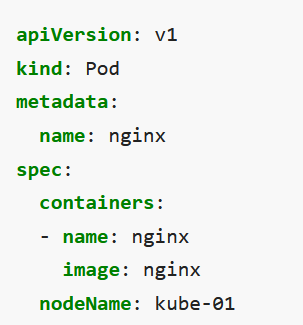 apiVersion: v1
kind: Pod
metadata:
  name: nginx
spec:
  containers:
  - name: nginx
    image: nginx
  nodeName: kube-01